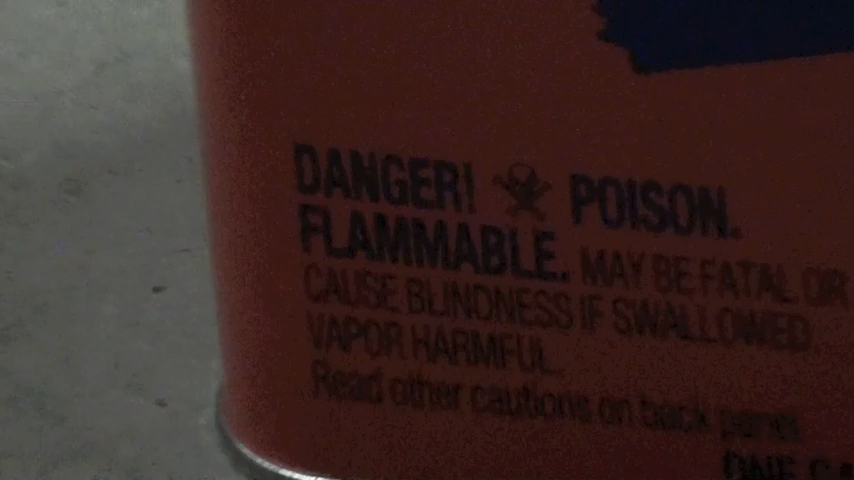 DANGER! POISON.
FLAMMABLE. MAY BE FATAL OR
CAUSE BLINDNESS IF SWALLOWED
VAPOR HARMFUL.
Read other cautions on back panel
ONE